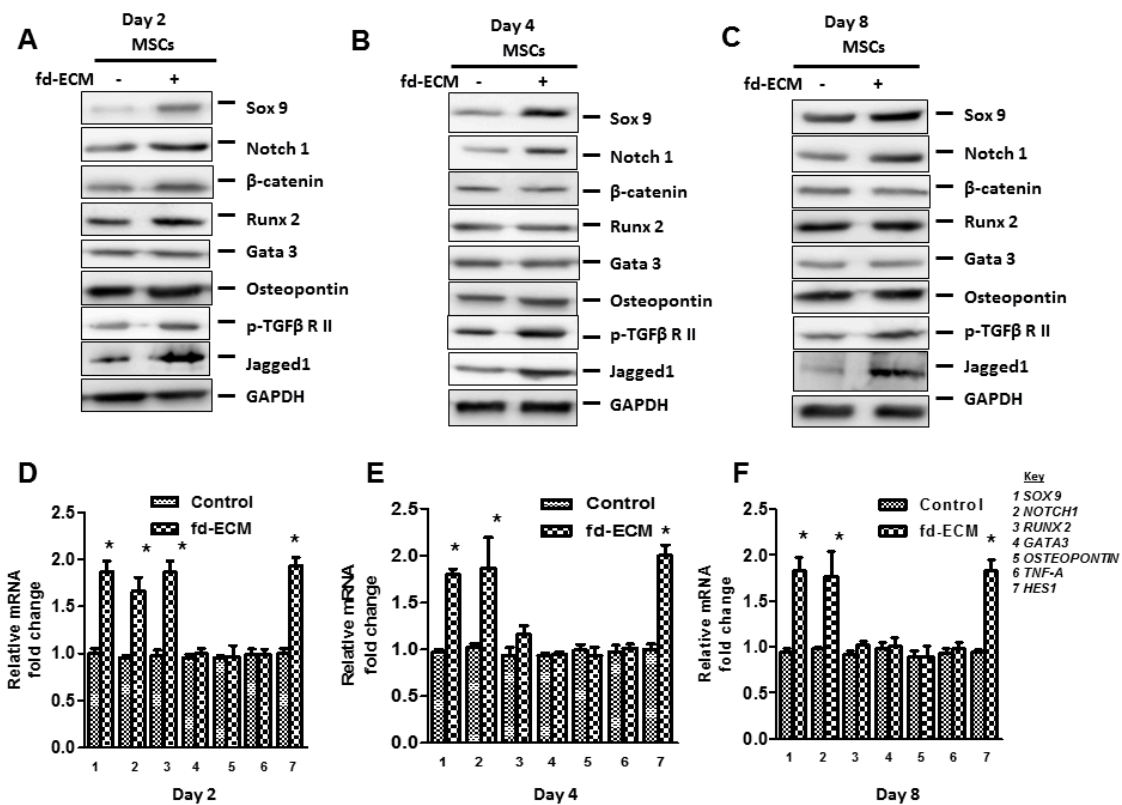 A
Day 2
MSCs
fd-ECM - +
Sox 9
Notch 1
β-catenin
Runx 2
Gata 3
Osteopontin
p-TGFβ R II
Jagged1
GAPDH
B
Day 4
MSCs
fd-ECM - +
Sox 9
Notch 1
β-catenin
Runx 2
Gata 3
Osteopontin
p-TGFβ R II
Jagged1
GAPDH
C
Day 8
MSCs
fd-ECM - +
Sox 9
Notch 1
β-catenin
Runx 2
Gata 3
Osteopontin
p-TGFβ R II
Jagged1
GAPDH
D
Control
fd-ECM
Relative mRNA
fold change
2.5
2.0
1.5
1.0
0.5
0.0
* * * *
1 2 3 4 5 6 7
Day 2
E
Control
fd-ECM
Relative mRNA
fold change
2.5
2.0
1.5
1.0
0.5
0.0
* * *
1 2 3 4 5 6 7
Day 4
F
Control
fd-ECM
Relative mRNA
fold change
2.5
2.0
1.5
1.0
0.5
0.0
* * *
1 2 3 4 5 6 7
Day 8
Key
1 SOX 9
2 NOTCH1
3 RUNX 2
4 GATA3
5 OSTEOPONTIN
6 TNF-A
7 HES1